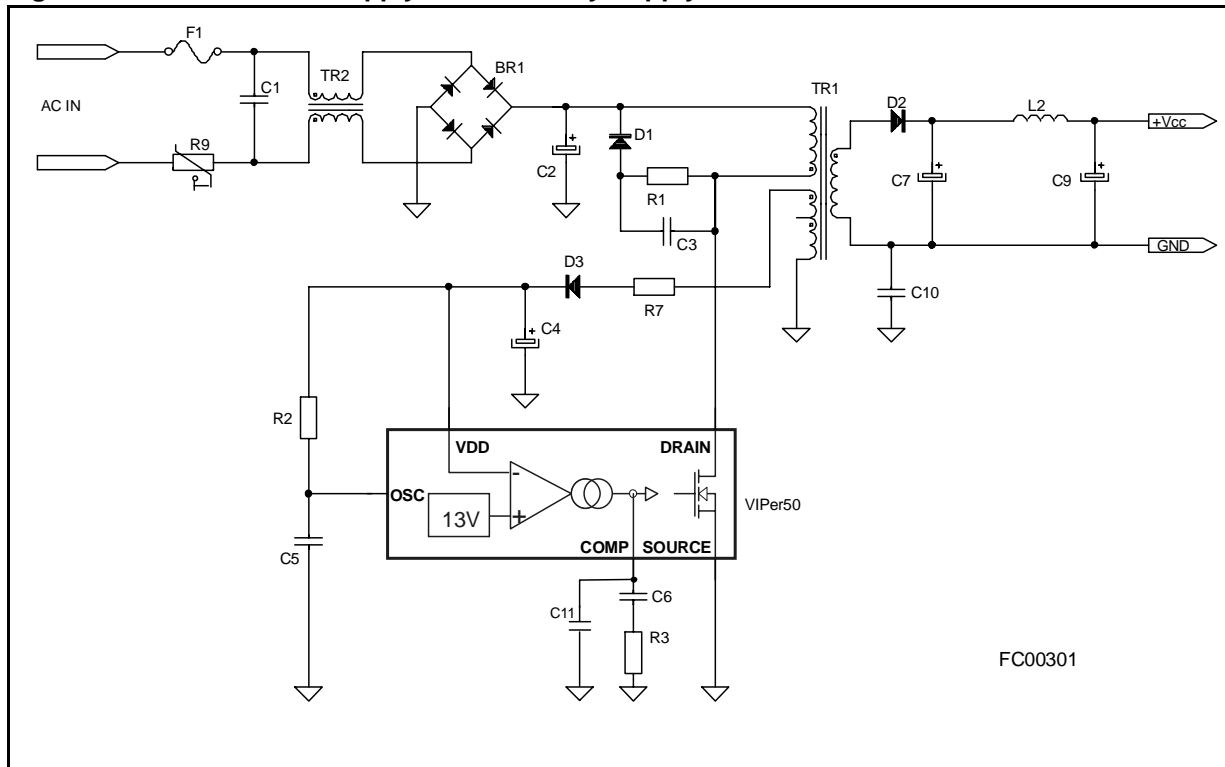 F1
TR2
BR1
AC IN
C1
R9
C2
D1
R1
C3
TR1
D2
L2
+Vcc
C7
C9
GND
C10
D3
R7
C4
R2
VDD
DRAIN
OSC
-
13V
+
COMP SOURCE
VIPer50
C5
C11
C6
R3
FC00301